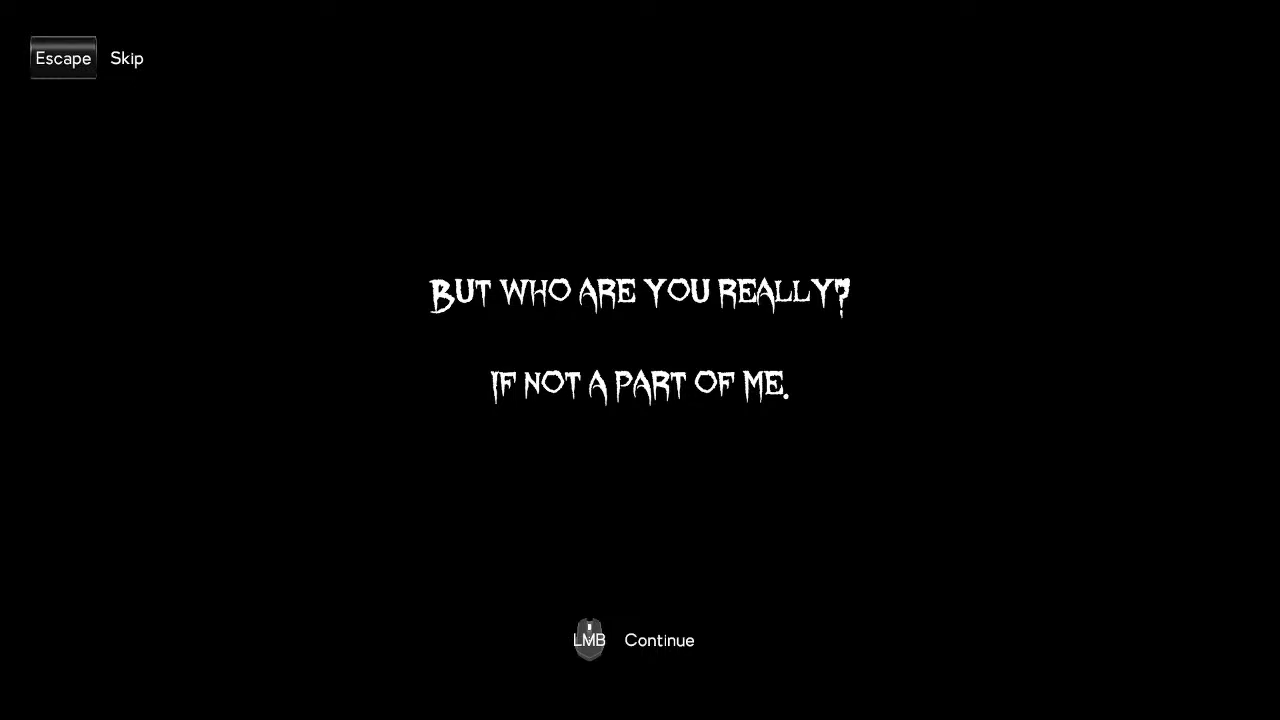 Escape Skip
But who are you really?
If not a part of me.
LMB Continue